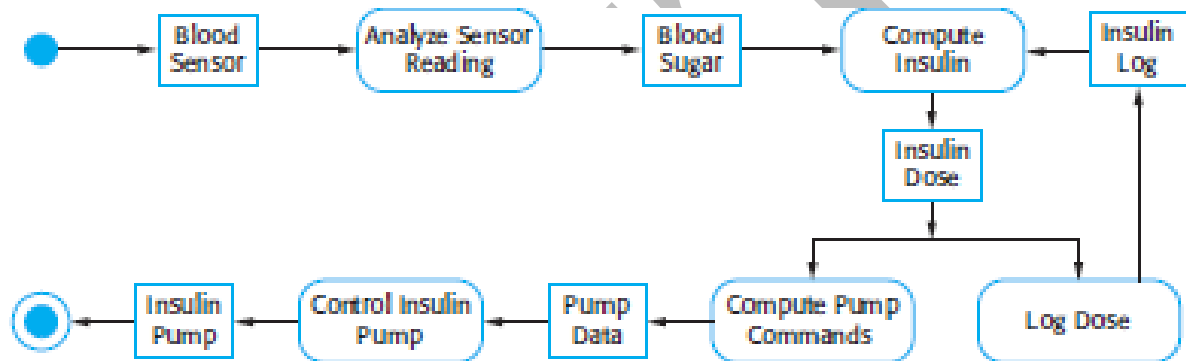 Blood
Sensor
Analyze Sensor
Reading
Blood
Sugar
Compute
Insulin
Insulin
Log
Insulin
Dose
Insulin
Pump
Control Insulin
Pump
Pump
Data
Compute Pump
Commands
Log Dose